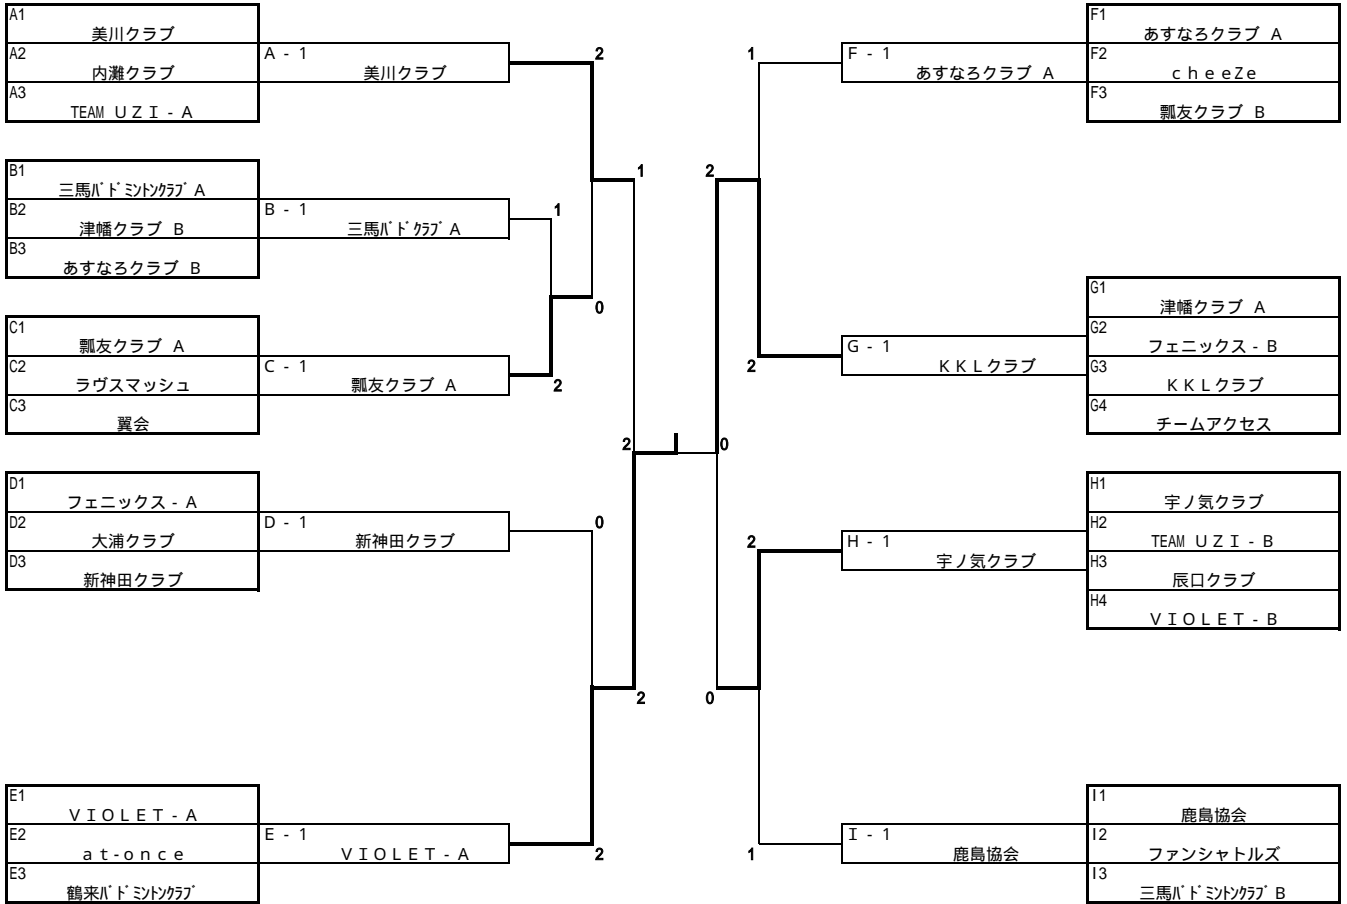 A1
美川クラブ
A2
内灘クラブ
A3
TEAM ＵＺＩ-Ａ
A - 1
美川クラブ
2
B1
三馬ﾊﾞﾄﾞﾐﾝﾄﾝｸﾗﾌﾞ A
B2
津幡クラブ B
B3
あすなろクラブ B
B - 1
三馬ﾊﾞﾄﾞｸﾗﾌﾞ A
1
1
0
C1
瓢友クラブ A
C2
ラヴスマッシュ
C3
翼会
C - 1
瓢友クラブ A
2
2
D1
フェニックス - A
D2
大浦クラブ
D3
新神田クラブ
D - 1
新神田クラブ
0
2
E1
ＶＩＯＬＥＴ-Ａ
E2
ａｔ-ｏｎｃｅ
E3
鶴来ﾊﾞﾄﾞﾐﾝﾄﾝｸﾗﾌﾞ
E - 1
ＶＩＯＬＥＴ-Ａ
2
1
F - 1
あすなろクラブ A
F1
あすなろクラブ A
F2
ｃｈｅｅZｅ
F3
瓢友クラブ B
2
2
G - 1
ＫＫＬクラブ
G1
津幡クラブ A
G2
フェニックス - B
G3
ＫＫＬクラブ
G4
チームアクセス
0
2
H - 1
宇ノ気クラブ
H1
宇ノ気クラブ
H2
TEAM ＵＺＩ-Ｂ
H3
辰口クラブ
H4
ＶＩＯＬＥＴ-Ｂ
0
1
I - 1
鹿島協会
I1
鹿島協会
I2
ファンシャトルズ
I3
三馬ﾊﾞﾄﾞﾐﾝﾄﾝｸﾗﾌﾞ B